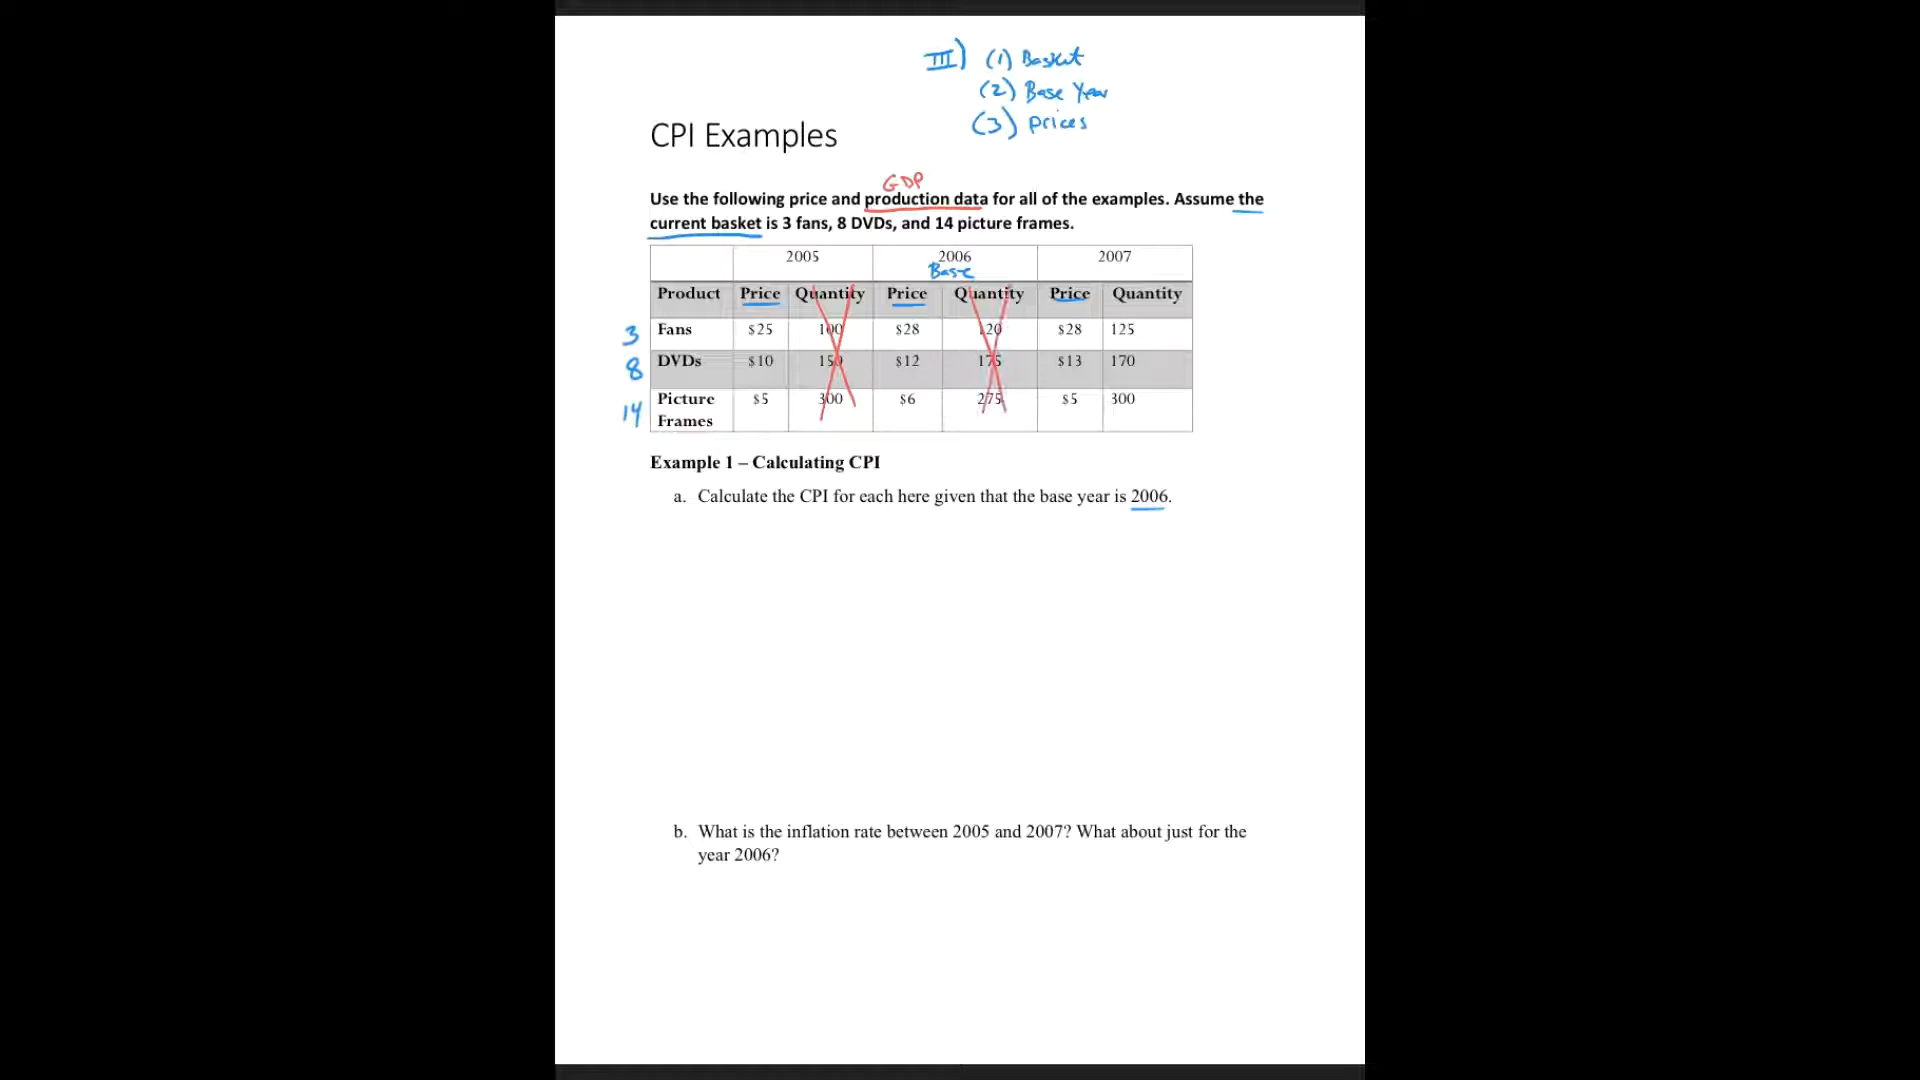 III) (1) Basket
(2) Base Year
(3) Prices
CPI Examples
GDP
Use the following price and production data for all of the examples. Assume the
current basket is 3 fans, 8 DVDs, and 14 picture frames.
2005 2006 2007
Base
Product Price Quantity Price Quantity Price Quantity
3 Fans $25 100 $28 120 $28 125
8 DVDs $10 150 $12 175 $13 170
14 Picture Frames $5 300 $6 275 $5 300
Example 1 – Calculating CPI
a. Calculate the CPI for each here given that the base year is 2006.
b. What is the inflation rate between 2005 and 2007? What about just for the
year 2006?